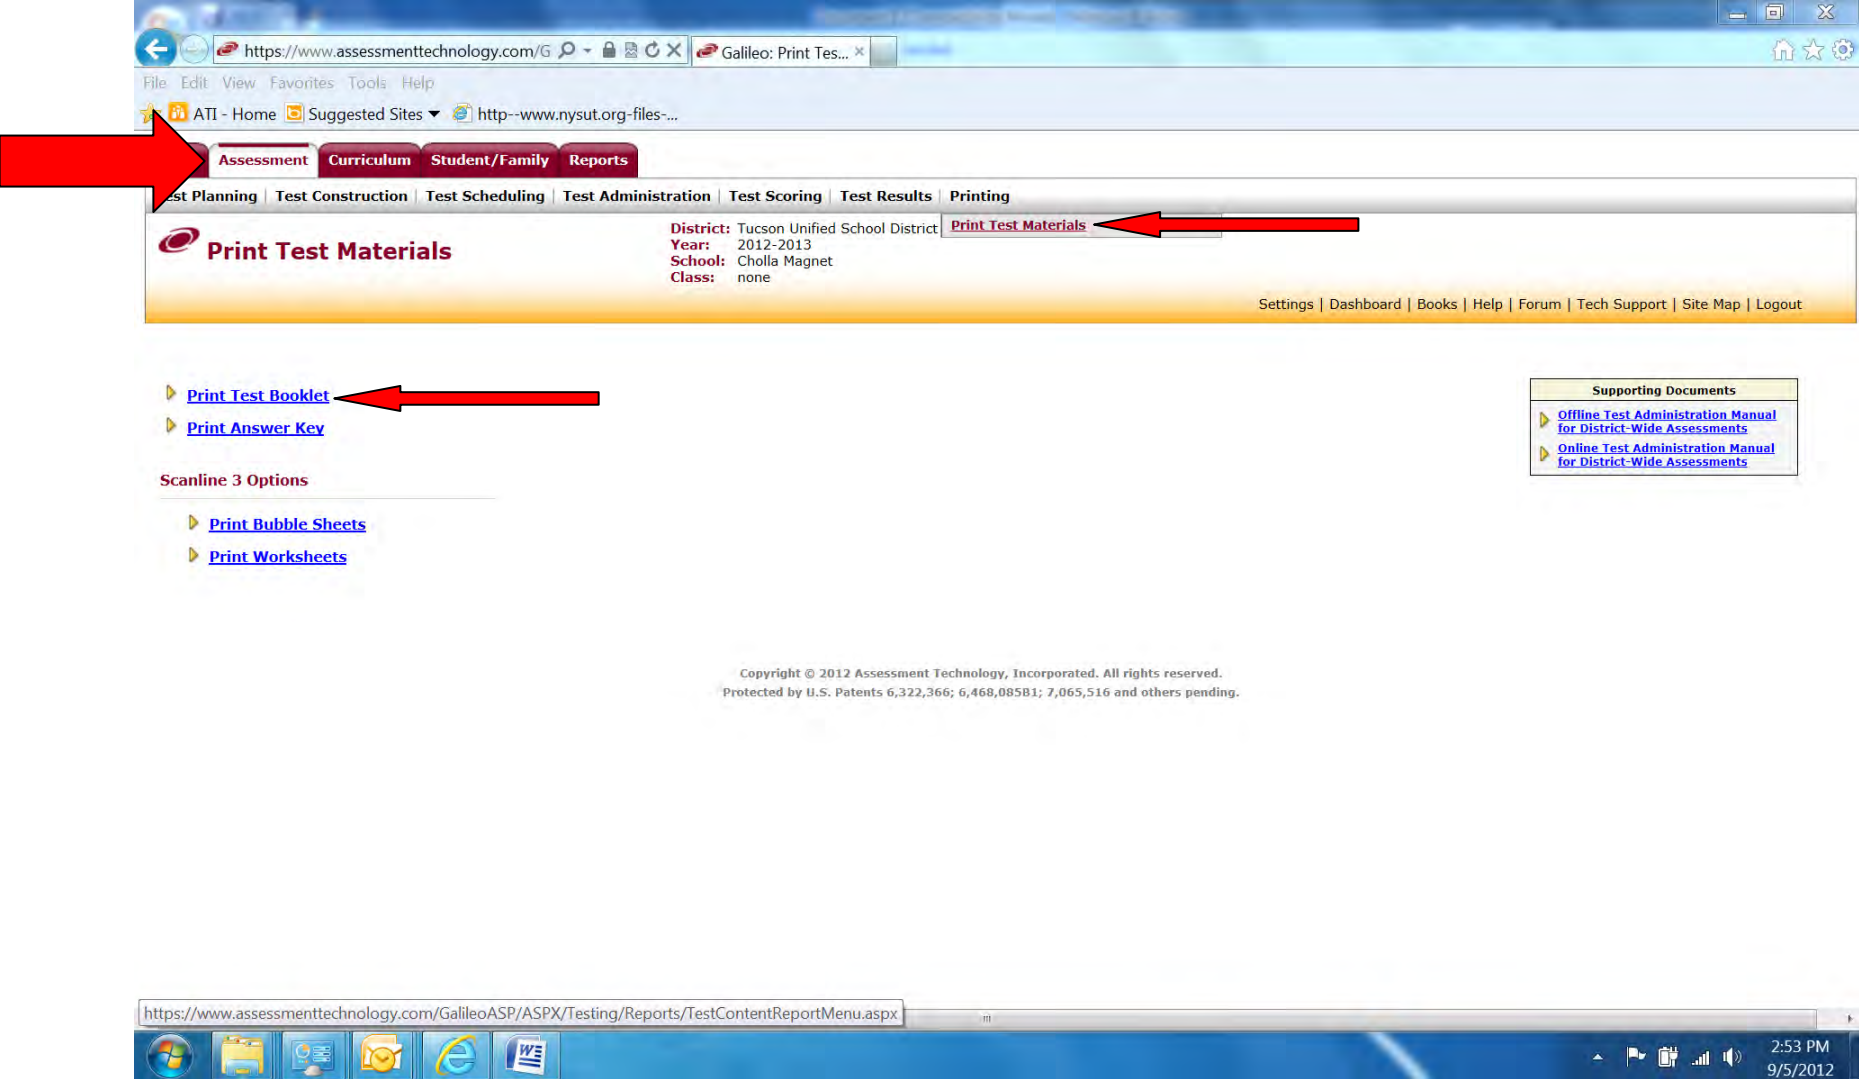 https://www.assessmenttechnology.com/G
Galileo: Print Tes...
File Edit View Favorites Tools Help
ATI - Home Suggested Sites http--www.nysut.org-files-...
Assessment Curriculum Student/Family Reports
Planning Test Construction Test Scheduling Test Administration Test Scoring Test Results Printing
Print Test Materials
Print Test Materials
District: Tucson Unified School District
Year: 2012-2013
School: Cholla Magnet
Class: none
Settings | Dashboard | Books | Help | Forum | Tech Support | Site Map | Logout
Print Test Booklet
Print Answer Key
Scanline 3 Options
Print Bubble Sheets
Print Worksheets
Supporting Documents
Offline Test Administration Manual
for District-Wide Assessments
Online Test Administration Manual
for District-Wide Assessments
Copyright © 2012 Assessment Technology, Incorporated. All rights reserved.
Protected by U.S. Patents 6,322,366; 6,468,085B1; 7,065,516 and others pending.
https://www.assessmenttechnology.com/GalileoASP/ASPX/Testing/Reports/TestContentReportMenu.aspx
2:53 PM
9/5/2012